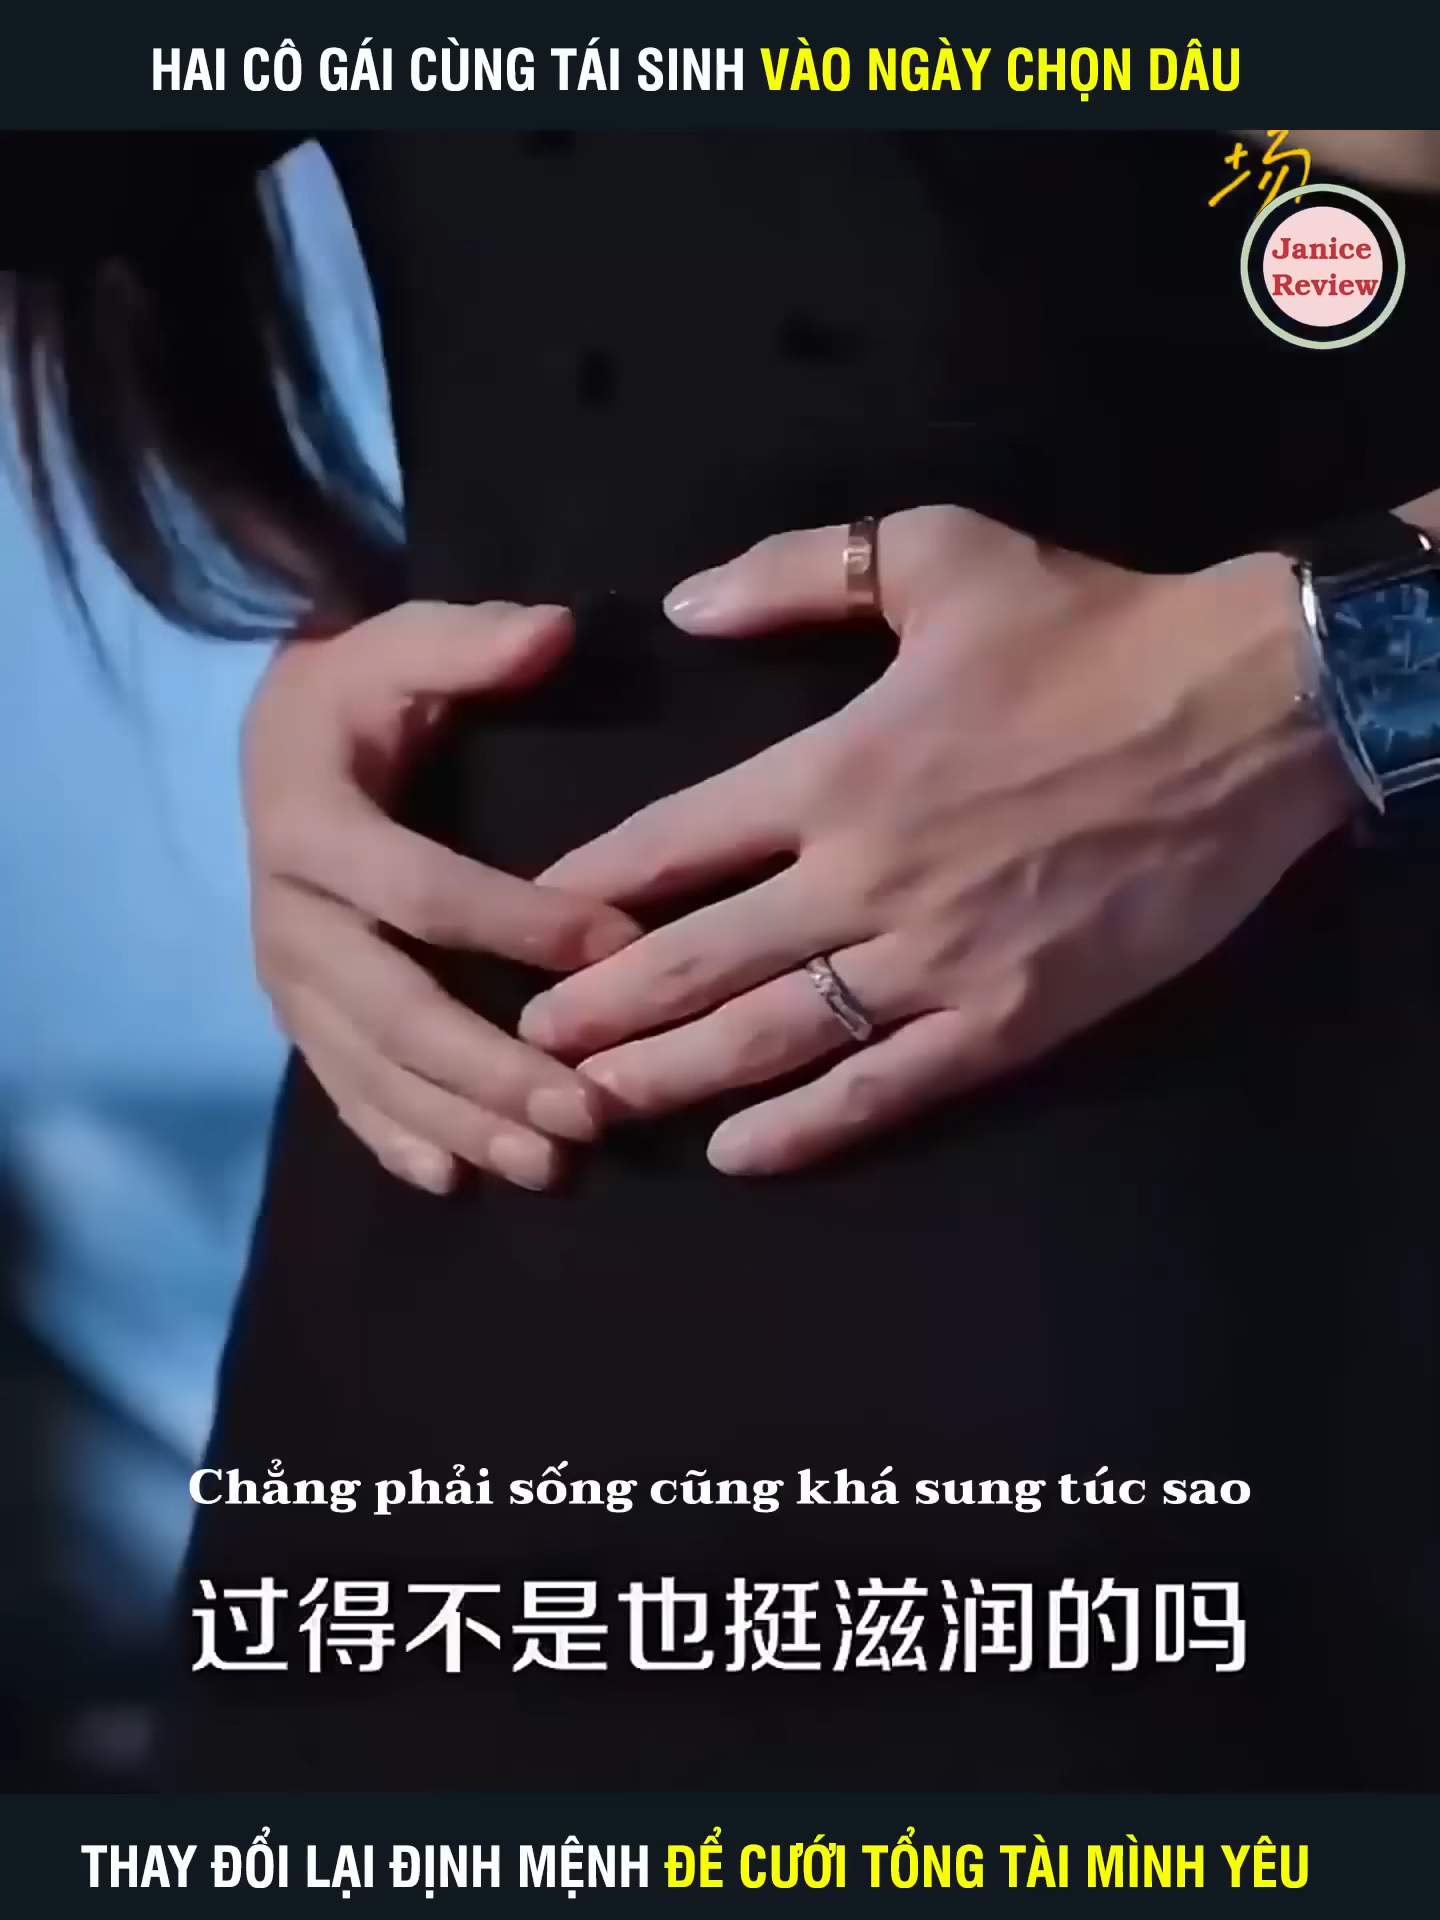 HAI CÔ GÁI CÙNG TÁI SINH VÀO NGÀY CHỌN DÂU
场
Janice
Review
Chẳng phải sống cũng khá sung túc sao
过得不是也挺滋润的吗
THAY ĐỔI LẠI ĐỊNH MỆNH ĐỂ CƯỚI TỔNG TÀI MÌNH YÊU